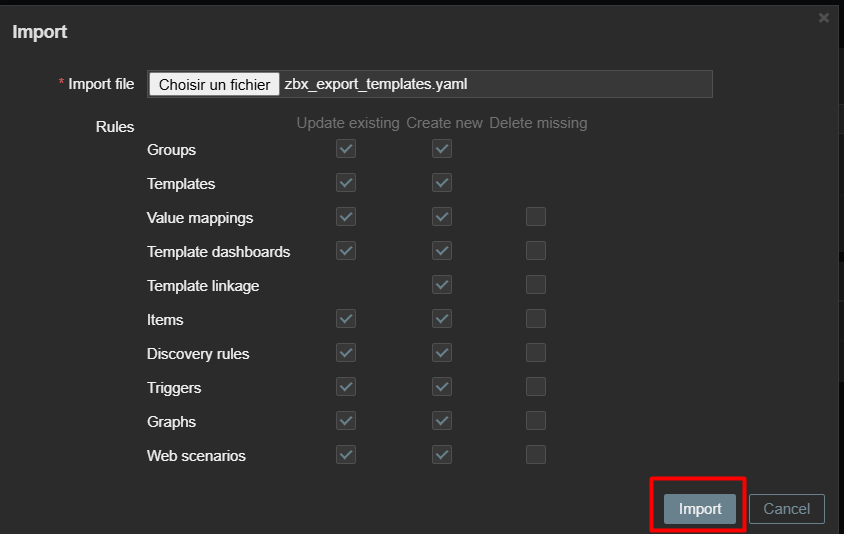 Import
* Import file Choisir un fichier zbx_export_templates.yaml
Rules Update existing Create new Delete missing
Groups
Templates
Value mappings
Template dashboards
Template linkage
Items
Discovery rules
Triggers
Graphs
Web scenarios
Import Cancel